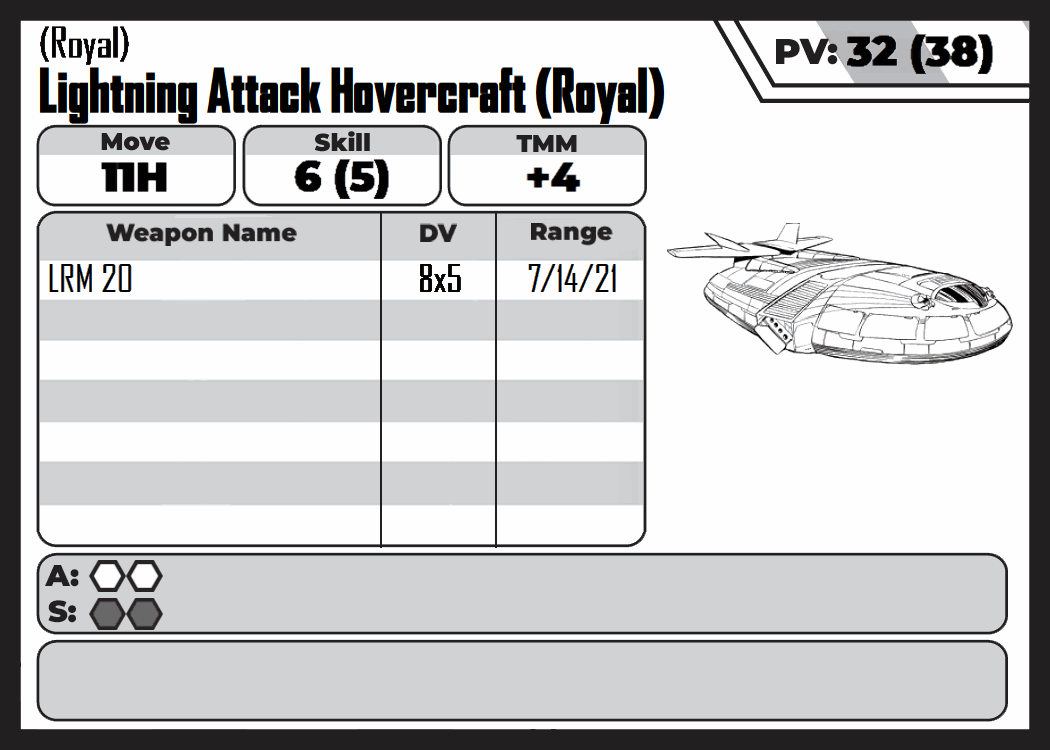 (Royal)
Lightning Attack Hovercraft (Royal)
PV: 32 (38)
Move Skill TMM
11H 6 (5) +4
Weapon Name DV Range
LRM 20 8x5 7/14/21
A:
S: